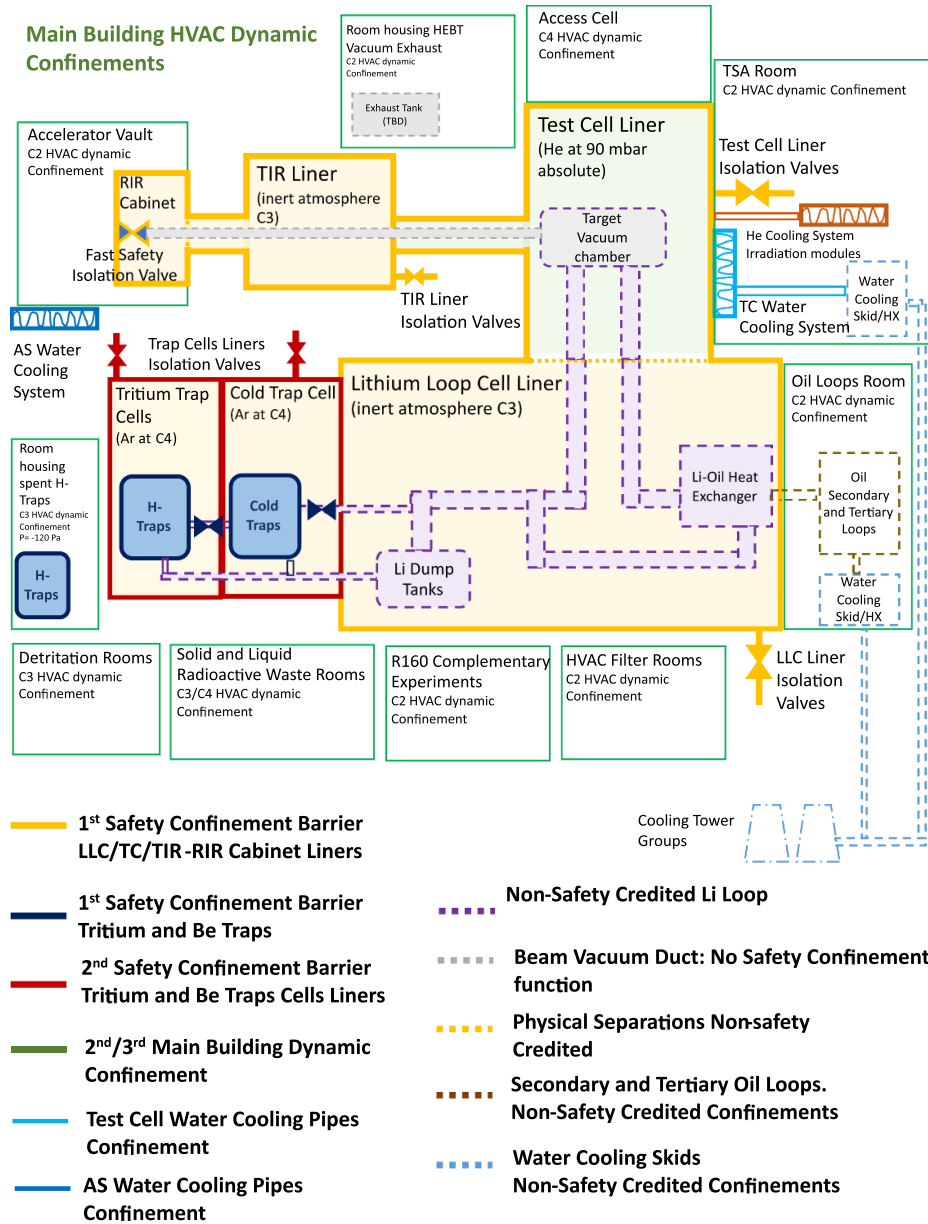 Main Building HVAC Dynamic
Confinements
Room housing HEBT
Vacuum Exhaust
C2 HVAC dynamic
Confinement
Exhaust Tank
(TBD)
Access Cell
C4 HVAC dynamic
Confinement
TSA Room
C2 HVAC dynamic Confinement
Accelerator Vault
C2 HVAC dynamic
Confinement
RIR
Cabinet
Fast Safety
Isolation Valve
TIR Liner
(inert atmosphere
C3)
Test Cell Liner
(He at 90 mbar
absolute)
Target
Vacuum
chamber
Test Cell Liner
Isolation Valves
He Cooling System
Irradiation modules
Water
Cooling
Skid/HX
TC Water
Cooling System
TIR Liner
Isolation Valves
AS Water
Cooling
System
Trap Cells Liners
Isolation Valves
Tritium Trap
Cells
(Ar at C4)
Cold Trap Cell
(Ar at C4)
Lithium Loop Cell Liner
(inert atmosphere C3)
Oil Loops Room
C2 HVAC dynamic
Confinement
Room
housing
spent H-
Traps
C3 HVAC dynamic
Confinement
P= -120 Pa
H-
Traps
H-
Traps
Cold
Traps
Li Dump
Tanks
Li-Oil Heat
Exchanger
Oil
Secondary
and Tertiary
Loops
Water
Cooling
Skid/HX
Detritation Rooms
C3 HVAC dynamic
Confinement
Solid and Liquid
Radioactive Waste Rooms
C3/C4 HVAC dynamic
Confinement
R160 Complementary
Experiments
C2 HVAC dynamic
Confinement
HVAC Filter Rooms
C2 HVAC dynamic
Confinement
LLC Liner
Isolation
Valves
Cooling Tower
Groups
1st Safety Confinement Barrier
LLC/TC/TIR-RIR Cabinet Liners
1st Safety Confinement Barrier
Tritium and Be Traps
2nd Safety Confinement Barrier
Tritium and Be Traps Cells Liners
2nd/3rd Main Building Dynamic
Confinement
Test Cell Water Cooling Pipes
Confinement
AS Water Cooling Pipes
Confinement
Non-Safety Credited Li Loop
Beam Vacuum Duct: No Safety Confinement
function
Physical Separations Non-safety
Credited
Secondary and Tertiary Oil Loops.
Non-Safety Credited Confinements
Water Cooling Skids
Non-Safety Credited Confinements